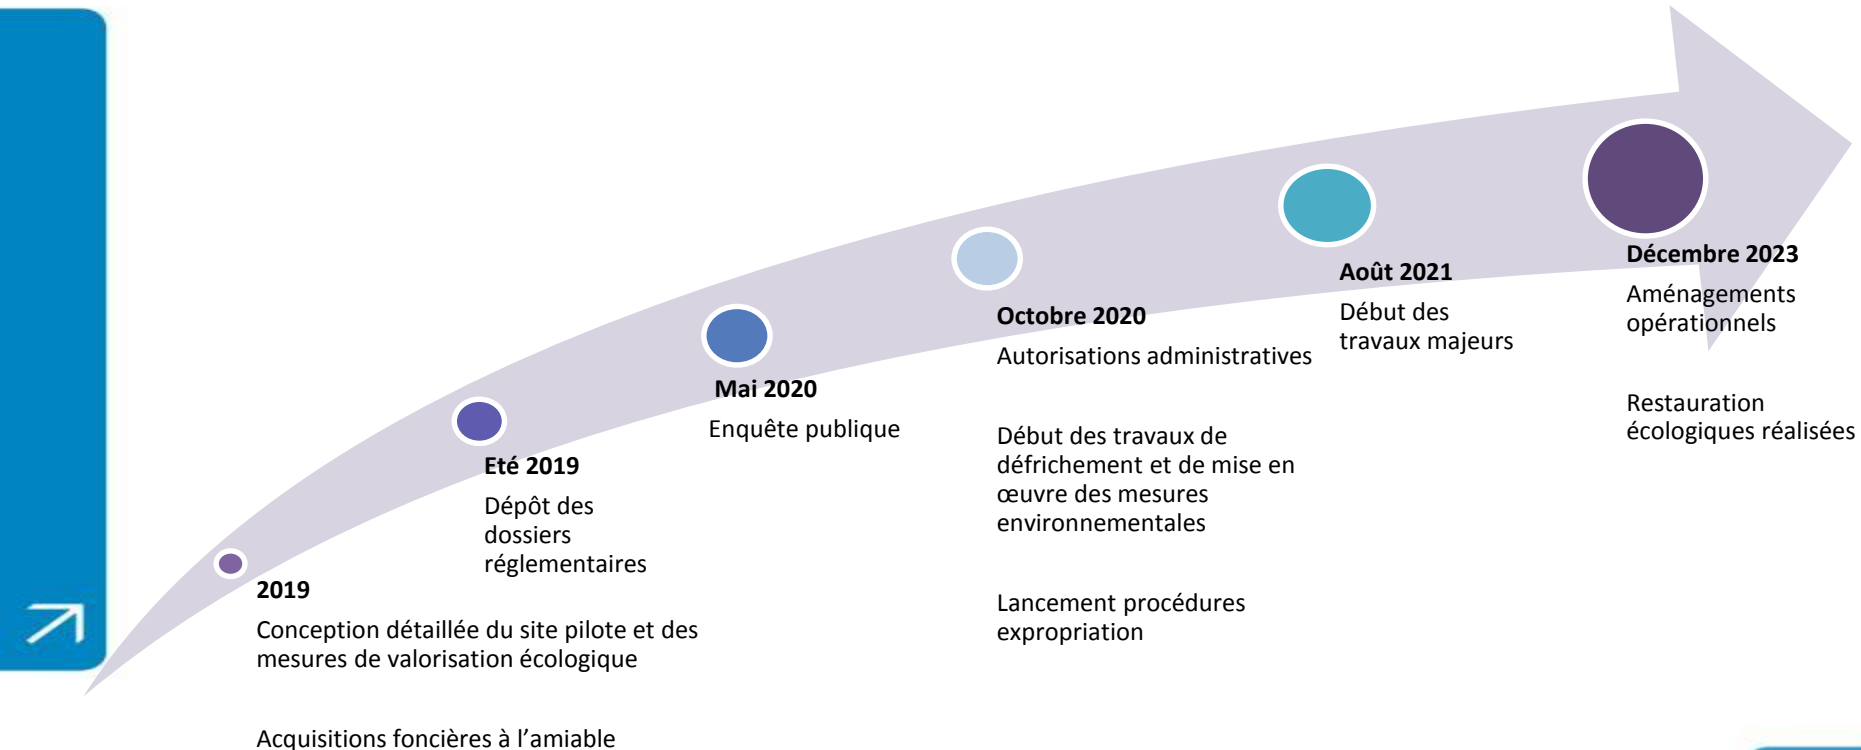 2019
Conception détaillée du site pilote et des
mesures de valorisation écologique
Acquisitions foncières à l’amiable
Eté 2019
Dépôt des
dossiers
réglementaires
Mai 2020
Enquête publique
Octobre 2020
Autorisations administratives
Début des travaux de
défrichement et de mise en
œuvre des mesures
environnementales
Lancement procédures
expropriation
Août 2021
Début des
travaux majeurs
Décembre 2023
Aménagements
opérationnels
Restauration
écologiques réalisées